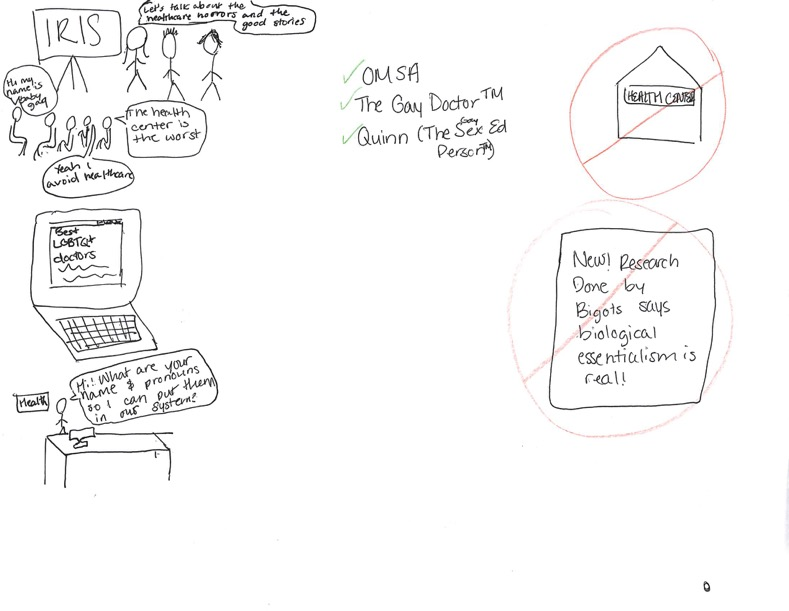 IRIS
Let's talk about the
healthcare horrors and the
good stories
Hi my
name is
baby
gay
The health
center is
the worst
Yeah I
avoid healthcare
Best
LGBTQ+
doctors
Health
Hi! What are your
name & pronouns
so I can put them
in our system?
OMSA
The Gay Doctor™
Quinn (The Gay Sex Ed
Person™)
HEALTH CENTER
New! Research
Done by
Bigots says
biological
essentialism is
real!
0